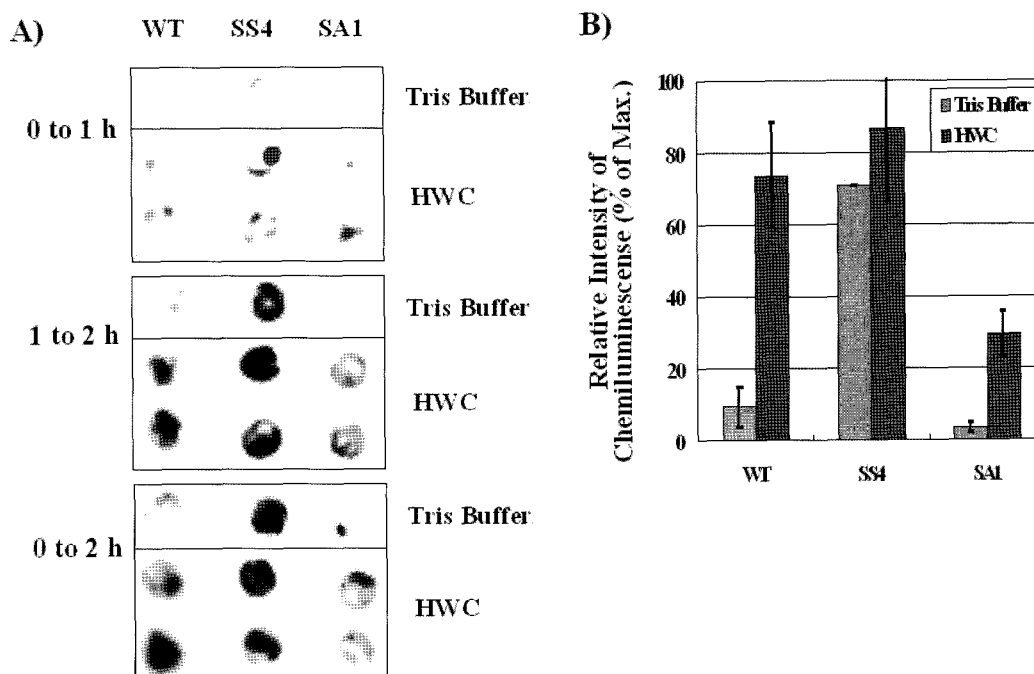 A)
WT SS4 SA1
0 to 1 h
Tris Buffer
HWC
1 to 2 h
Tris Buffer
HWC
0 to 2 h
Tris Buffer
HWC
B)
Relative Intensity of
Chemiluminescense (% of Max.)
100
80
60
40
20
0
Tris Buffer
HWC
WT SS4 SA1